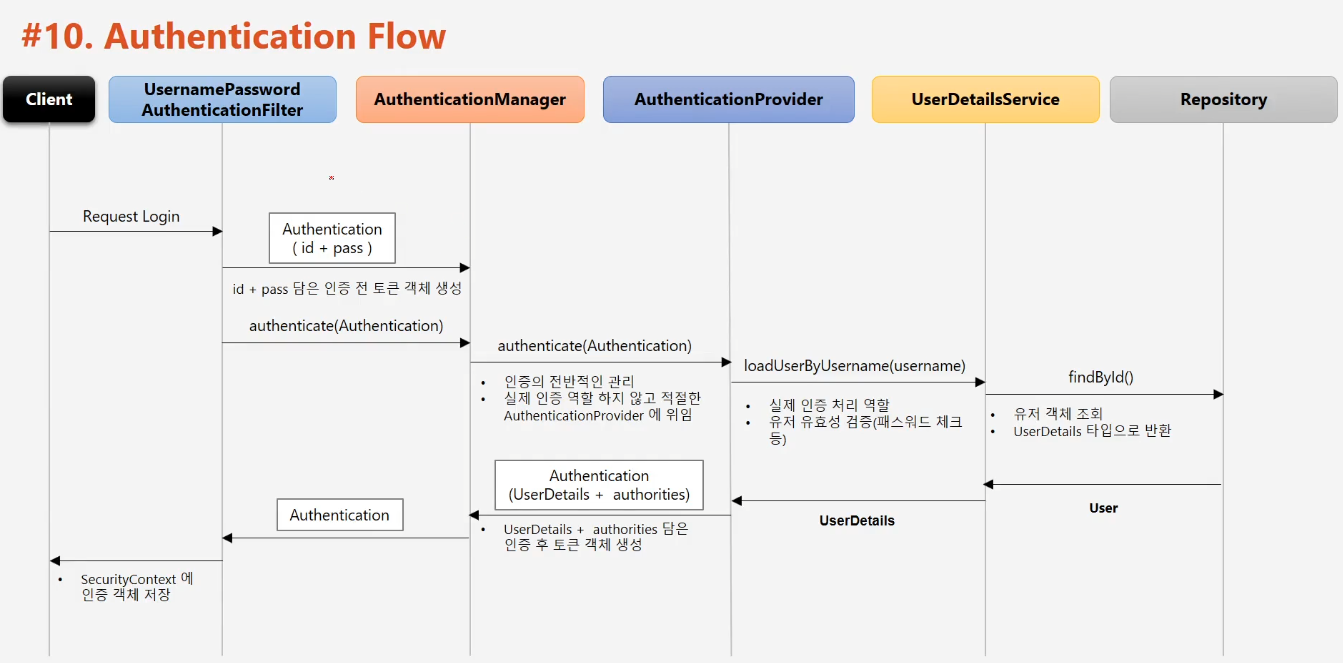 #10. Authentication Flow
Client
UsernamePassword
AuthenticationFilter
AuthenticationManager
AuthenticationProvider
UserDetailsService
Repository
Request Login
Authentication
( id + pass )
id + pass 담은 인증 전 토큰 객체 생성
authenticate(Authentication)
authenticate(Authentication)
• 인증의 전반적인 관리
• 실제 인증 역할 하지 않고 적절한
AuthenticationProvider 에 위임
loadUserByUsername(username)
• 실제 인증 처리 역할
• 유저 유효성 검증(패스워드 체크
등)
findById()
• 유저 객체 조회
• UserDetails 타입으로 반환
User
UserDetails
Authentication
(UserDetails + authorities)
• UserDetails + authorities 담은
인증 후 토큰 객체 생성
Authentication
• SecurityContext 에
인증 객체 저장